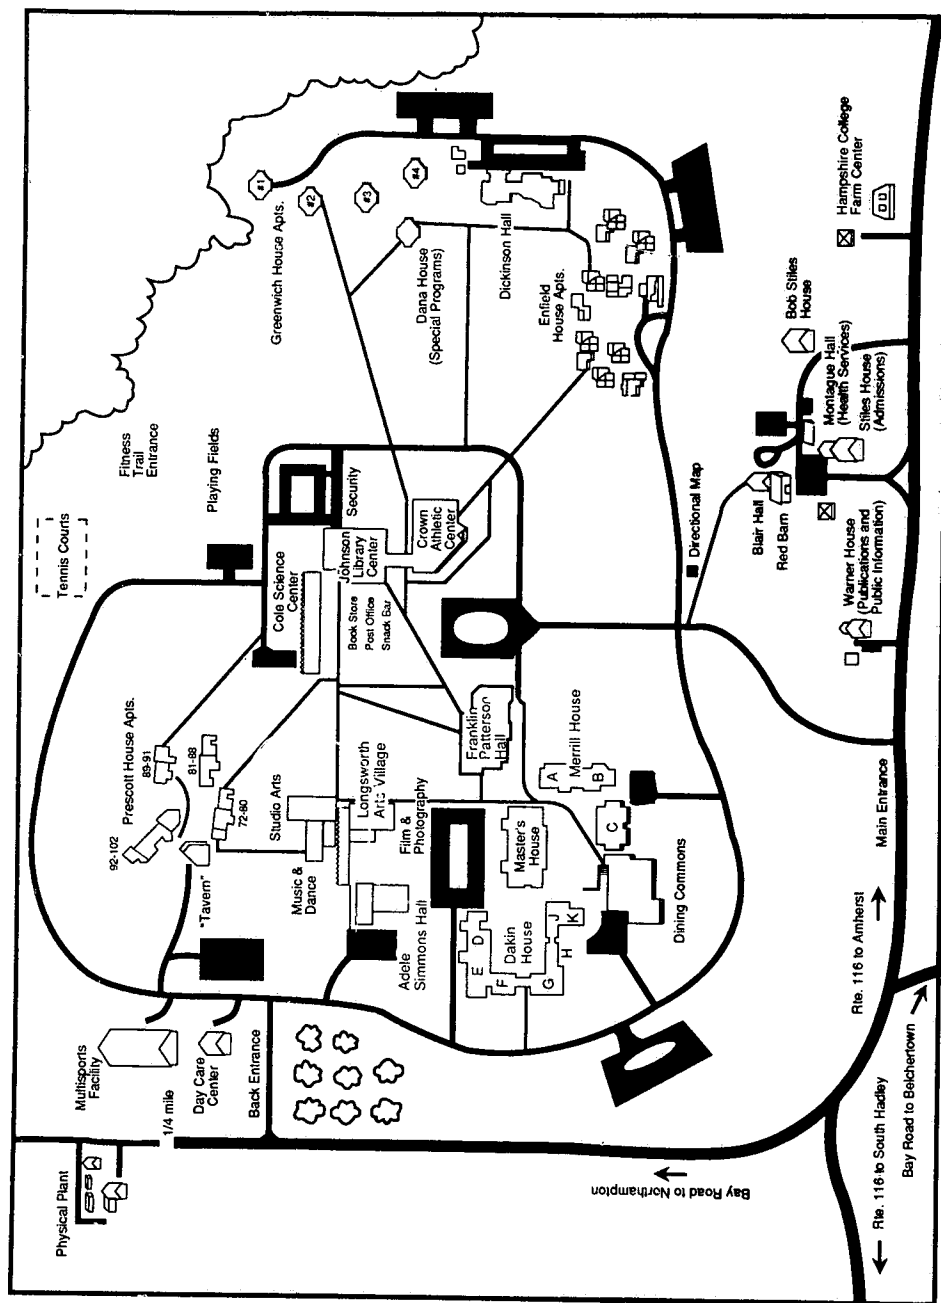 Tennis Courts
Fitness
Trail
Entrance
Playing Fields
Greenwich House Apts.
#1
#2
#3
#4
Dana House
(Special Programs)
Dickinson Hall
Enfield
House Apts.
Prescott House Apts.
92-102
89-91
81-88
72-80
"Tavern"
Cole Science
Center
Security
Johnson
Library
Center
Book Store
Post Office
Snack Bar
Crown
Athletic
Center
Studio Arts
Music &
Dance
Longsworth
Arts Village
Film &
Photography
Adele
Simmons Hall
Franklin
Patterson
Hall
Multisports
Facility
Day Care
Center
Back Entrance
1/4 mile
Physical Plant
Master's
House
Merrill House
A
B
C
Dakin
House
D
E
F
G
H
J
K
Dining Commons
Directional Map
Blair Hall
Red Barn
Warner House
(Publications and
Public Information)
Bob Stiles
House
Montague Hall
(Health Services)
Stiles House
(Admissions)
Hampshire College
Farm Center
Main Entrance
Rte. 116 to Amherst
Bay Road to Northampton
Rte. 116 to South Hadley
Bay Road to Belchertown